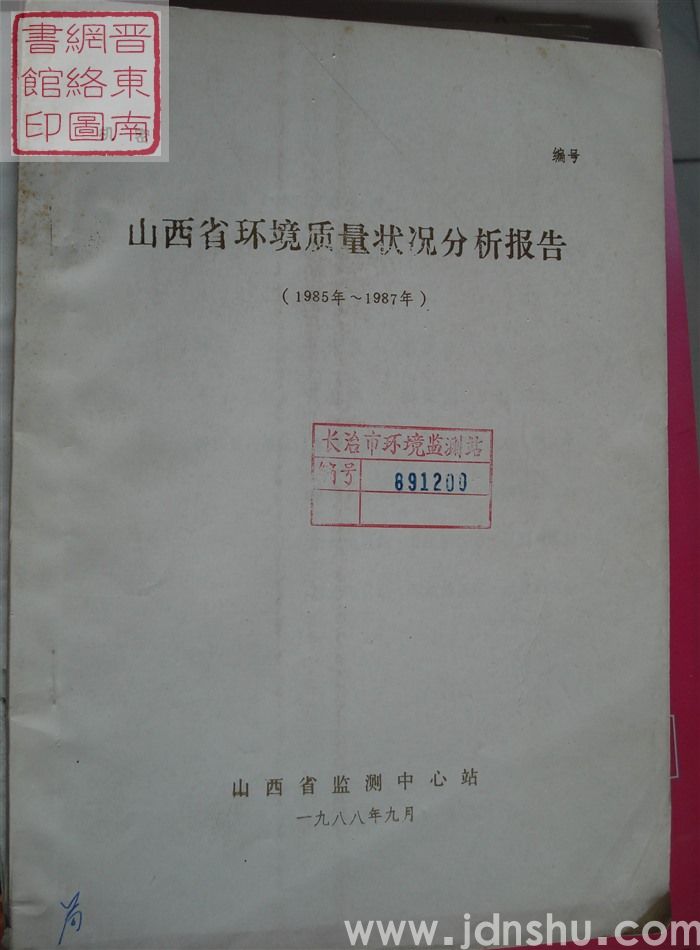 晋東南
網絡圖
書館印
编号
山西省环境质量状况分析报告
（1985年～1987年）
长治市环境监测站
编号 891200
山西省监测中心站
一九八八年九月
www.jdnshu.com